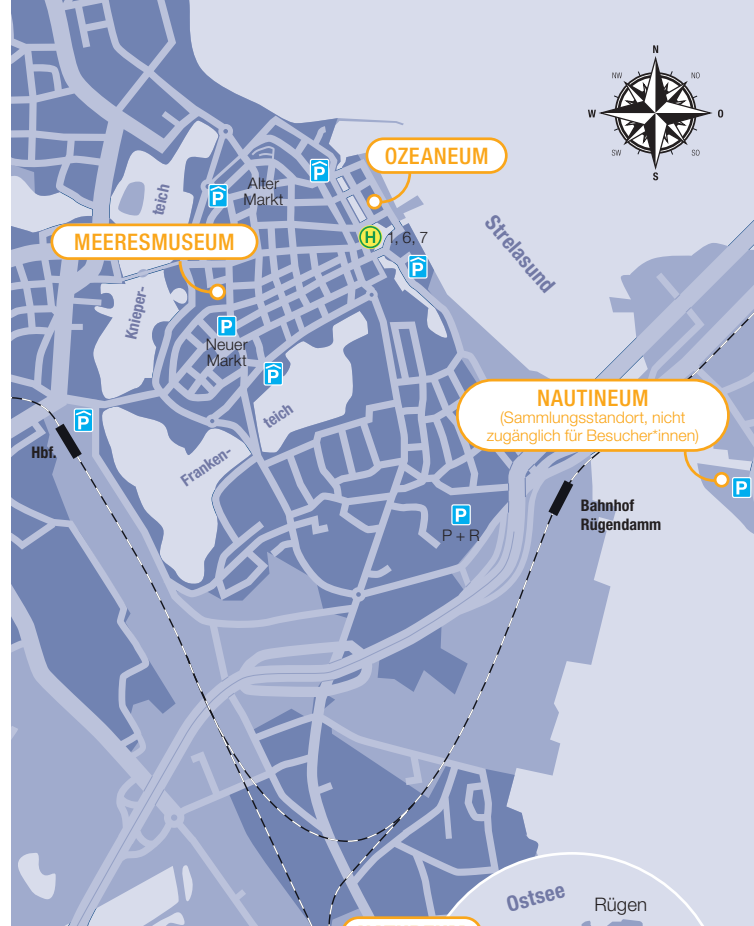 N
NW
NO
W
O
SW
SO
S
OZEANEUM
Alter
Markt
teich
MEERESMUSEUM
H
1, 6, 7
Strelasund
Knieper-
Neuer
Markt
P
P
P
P
P
NAUTINEUM
(Sammlungsstandort, nicht
zugänglich für Besucher*innen)
teich
P
Hbf.
Franken-
P
Bahnhof
Rügendamm
P
P + R
Ostsee
Rügen